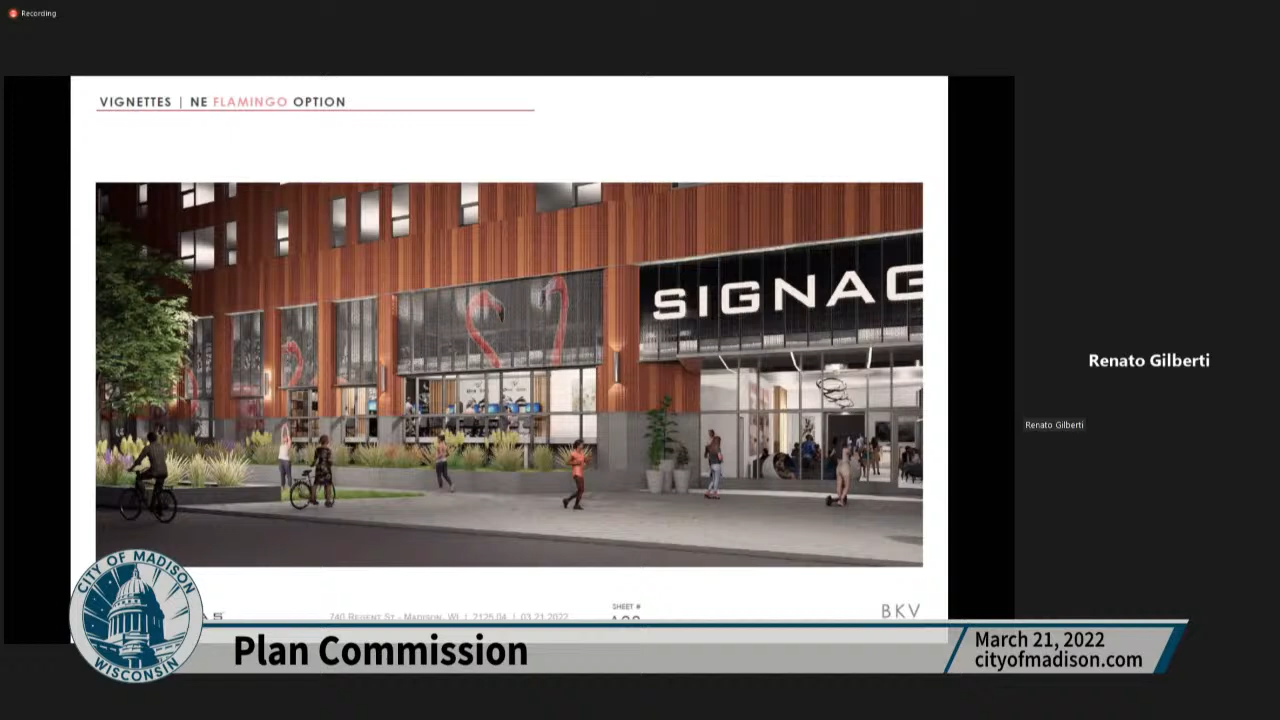 Recording
VIGNETTES | NE FLAMINGO OPTION
SIGNAG
Renato Gilberti
Renato Gilberti
740 REGENT ST - MADISON, WI | 2125.04 | 03.21.2022
SHEET #
BKV
CITY OF MADISON
WISCONSIN
Plan Commission
March 21, 2022
cityofmadison.com